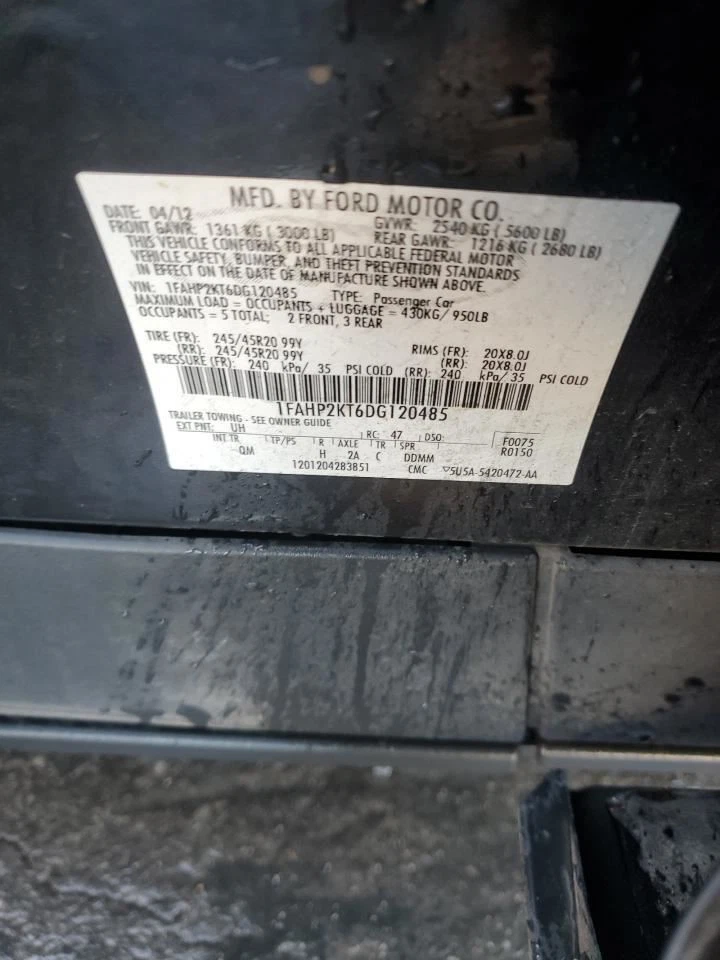 MFD. BY FORD MOTOR CO.
DATE: 04/12 GVWR: 2540 KG ( 5600 LB)
FRONT GAWR: 1361 KG ( 3000 LB) REAR GAWR: 1216 KG ( 2680 LB)
THIS VEHICLE CONFORMS TO ALL APPLICABLE FEDERAL MOTOR
VEHICLE SAFETY, BUMPER, AND THEFT PREVENTION STANDARDS
IN EFFECT ON THE DATE OF MANUFACTURE SHOWN ABOVE.
VIN: 1FAHP2KT6DG120485 TYPE: Passenger Car
MAXIMUM LOAD = OCCUPANTS + LUGGAGE = 430KG/ 950LB
OCCUPANTS = 5 TOTAL; 2 FRONT, 3 REAR
TIRE (FR): 245/45R20 99Y RIMS (FR): 20X8.0J
(RR): 245/45R20 99Y (RR): 20X8.0J
PRESSURE (FR): 240 kPa/ 35 PSI COLD (RR): 240 kPa/ 35 PSI COLD
1FAHP2KT6DG120485
TRAILER TOWING - SEE OWNER GUIDE
EXT PNT: UH RC: 47 DSO: F0075
INT TR TP/PS R AXLE TR SPR R0150
QM H 2A C DDMM
1201204283851 CMC ▽5U5A-5420472-AA